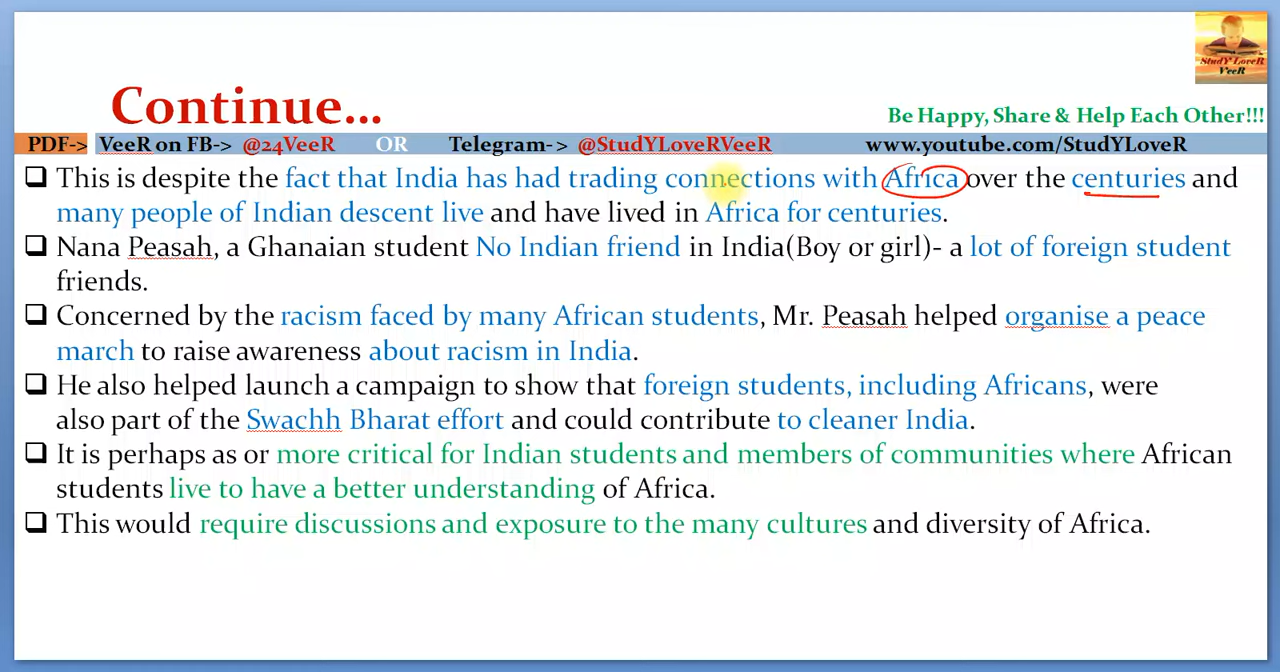 StudY LoveR
VeeR
Continue...
Be Happy, Share & Help Each Other!!!
PDF-> VeeR on FB-> @24VeeR OR Telegram-> @StudYLoveRVeeR www.youtube.com/StudYLoveR
❑ This is despite the fact that India has had trading connections with Africa over the centuries and
many people of Indian descent live and have lived in Africa for centuries.
❑ Nana Peasah, a Ghanaian student No Indian friend in India(Boy or girl)- a lot of foreign student
friends.
❑ Concerned by the racism faced by many African students, Mr. Peasah helped organise a peace
march to raise awareness about racism in India.
❑ He also helped launch a campaign to show that foreign students, including Africans, were
also part of the Swachh Bharat effort and could contribute to cleaner India.
❑ It is perhaps as or more critical for Indian students and members of communities where African
students live to have a better understanding of Africa.
❑ This would require discussions and exposure to the many cultures and diversity of Africa.